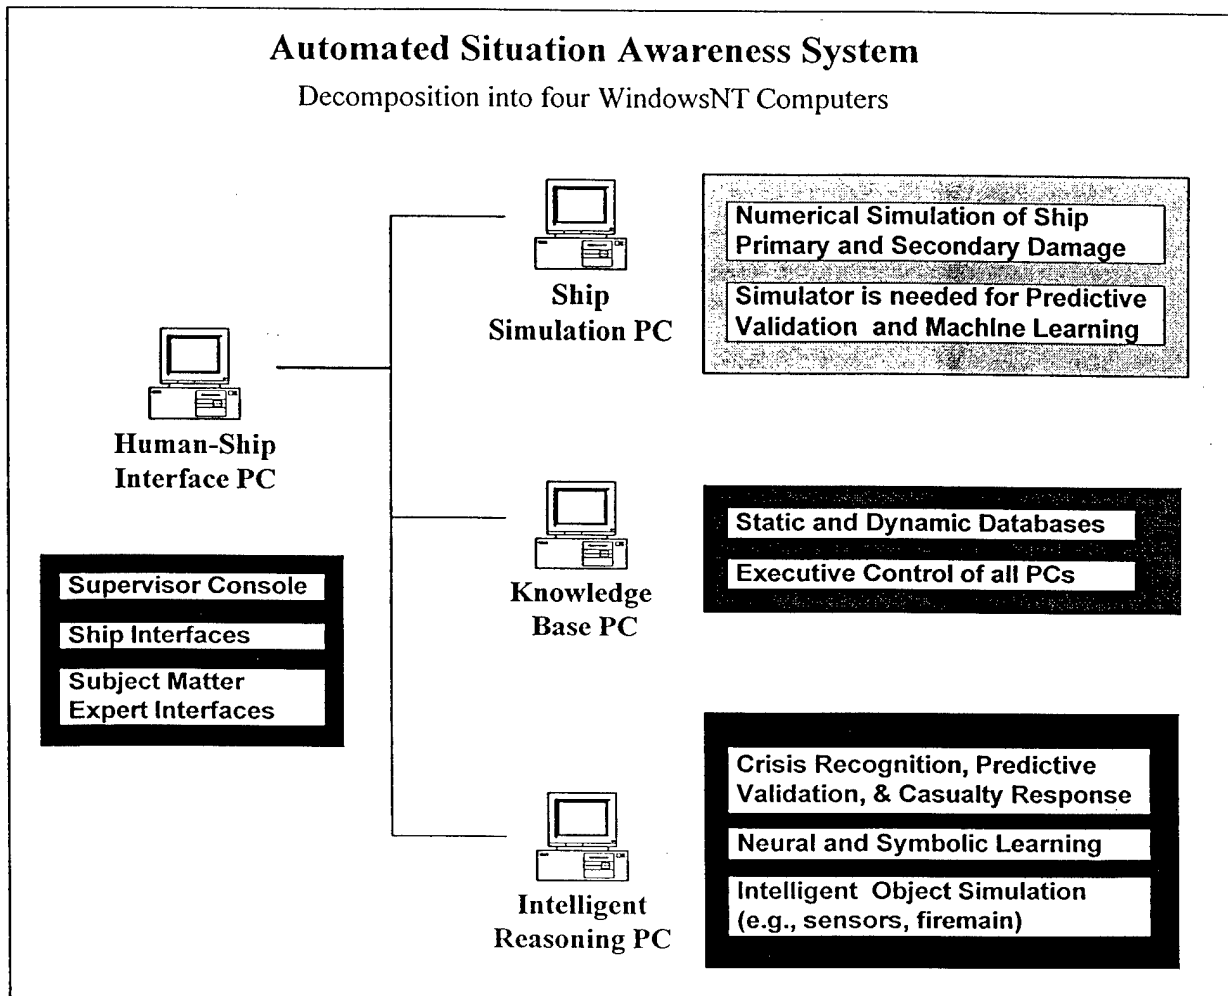 Automated Situation Awareness System
Decomposition into four WindowsNT Computers
Numerical Simulation of Ship
Primary and Secondary Damage
Simulator is needed for Predictive
Validation and Machine Learning
Ship
Simulation PC
Human-Ship
Interface PC
Supervisor Console
Ship Interfaces
Subject Matter
Expert Interfaces
Static and Dynamic Databases
Executive Control of all PCs
Knowledge
Base PC
Crisis Recognition, Predictive
Validation, & Casualty Response
Neural and Symbolic Learning
Intelligent Object Simulation
(e.g., sensors, firemain)
Intelligent
Reasoning PC